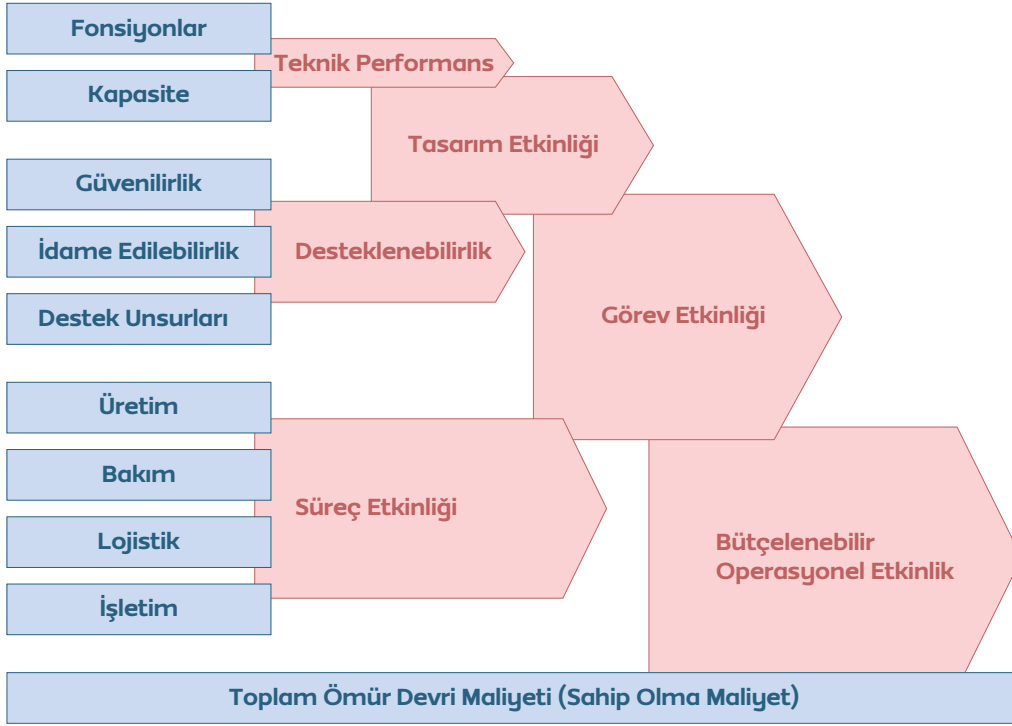 Fonsiyonlar
Teknik Performans
Kapasite
Tasarım Etkinliği
Güvenilirlik
İdame Edilebilirlik
Desteklenebilirlik
Destek Unsurları
Görev Etkinliği
Üretim
Bakım
Süreç Etkinliği
Lojistik
Bütçelenebilir
Operasyonel Etkinlik
İşletim
Toplam Ömür Devri Maliyeti (Sahip Olma Maliyet)